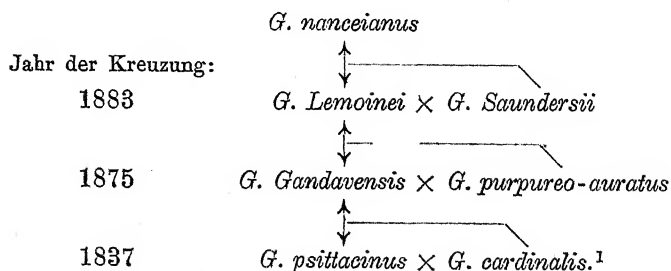 G. nanceianus
Jahr der Kreuzung:
1883 G. Lemoinei × G. Saundersii
1875 G. Gandavensis × G. purpureo-auratus
1837 G. psittacinus × G. cardinalis.¹